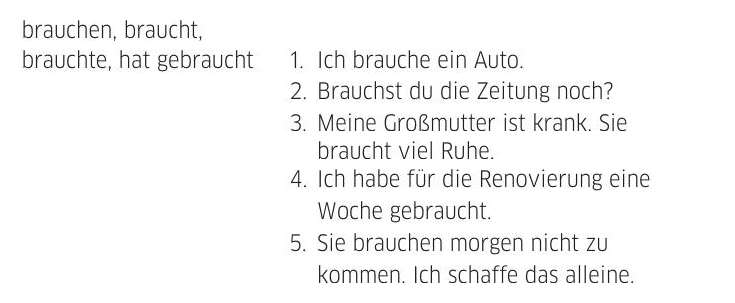 brauchen, braucht,
brauchte, hat gebraucht
1. Ich brauche ein Auto.
2. Brauchst du die Zeitung noch?
3. Meine Großmutter ist krank. Sie
braucht viel Ruhe.
4. Ich habe für die Renovierung eine
Woche gebraucht.
5. Sie brauchen morgen nicht zu
kommen. Ich schaffe das alleine.